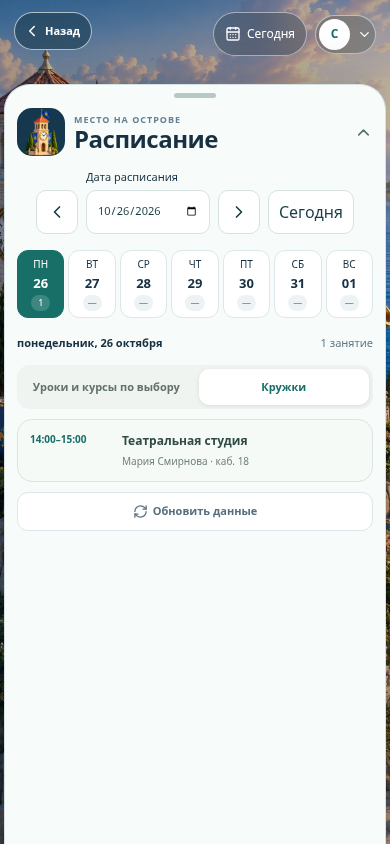 Назад
Сегодня
С
МЕСТО НА ОСТРОВЕ
Расписание
Дата расписания
10/26/2026
Сегодня
ПН ВТ СР ЧТ ПТ СБ ВС
26 27 28 29 30 31 01
1 — — — — — —
понедельник, 26 октября
1 занятие
Уроки и курсы по выбору
Кружки
14:00–15:00
Театральная студия
Мария Смирнова · каб. 18
Обновить данные